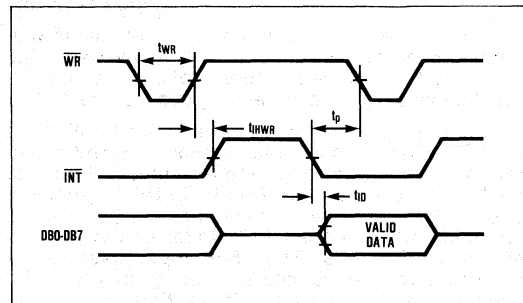 tWR
WR
tIHWR
tp
INT
tID
DB0-DB7
VALID
DATA